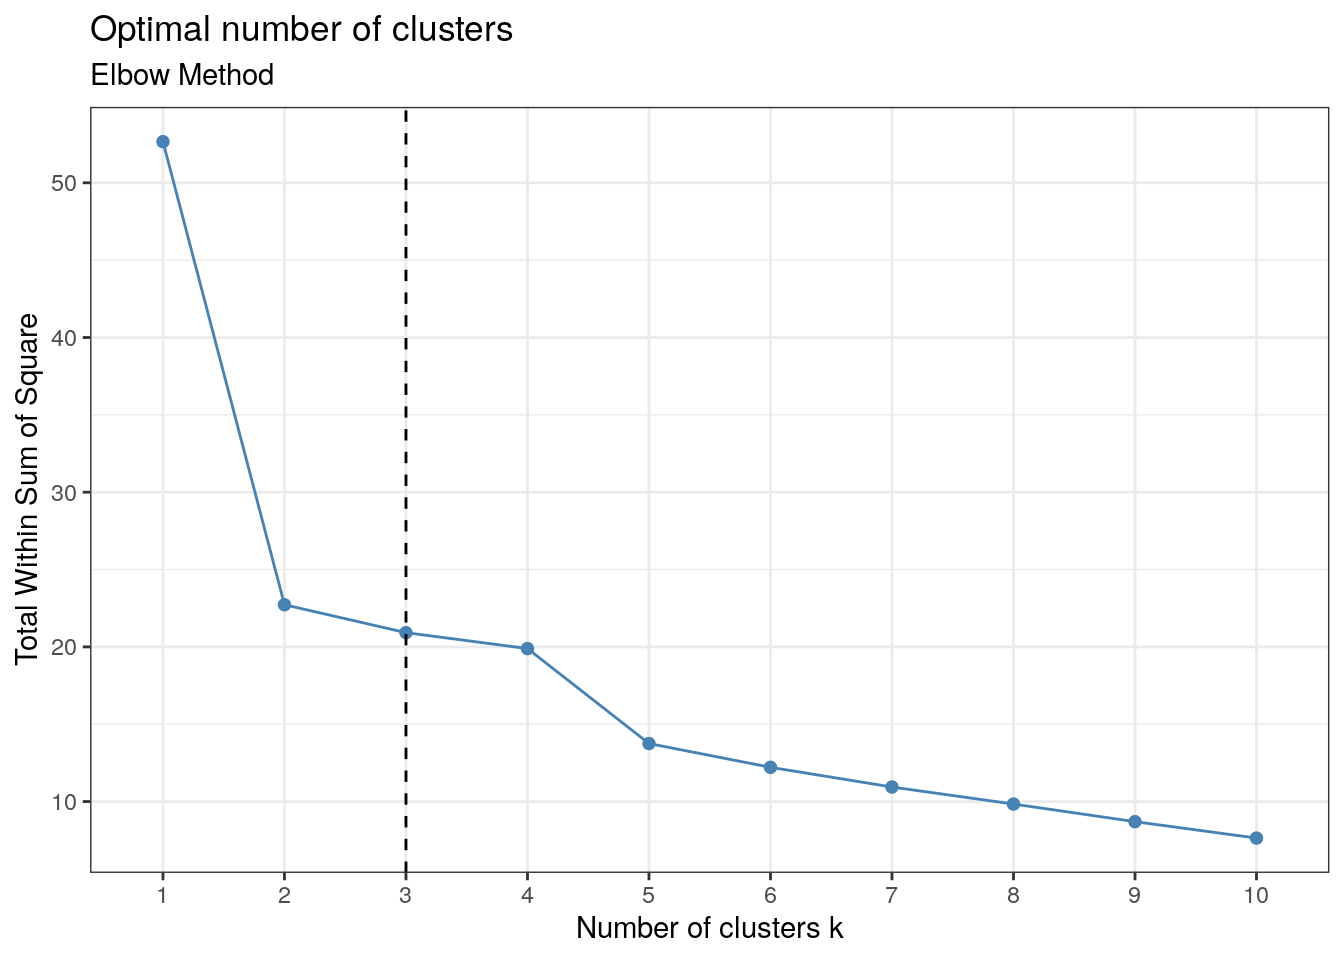 Optimal number of clusters
Elbow Method
Total Within Sum of Square
50
40
30
20
10
1 2 3 4 5 6 7 8 9 10
Number of clusters k